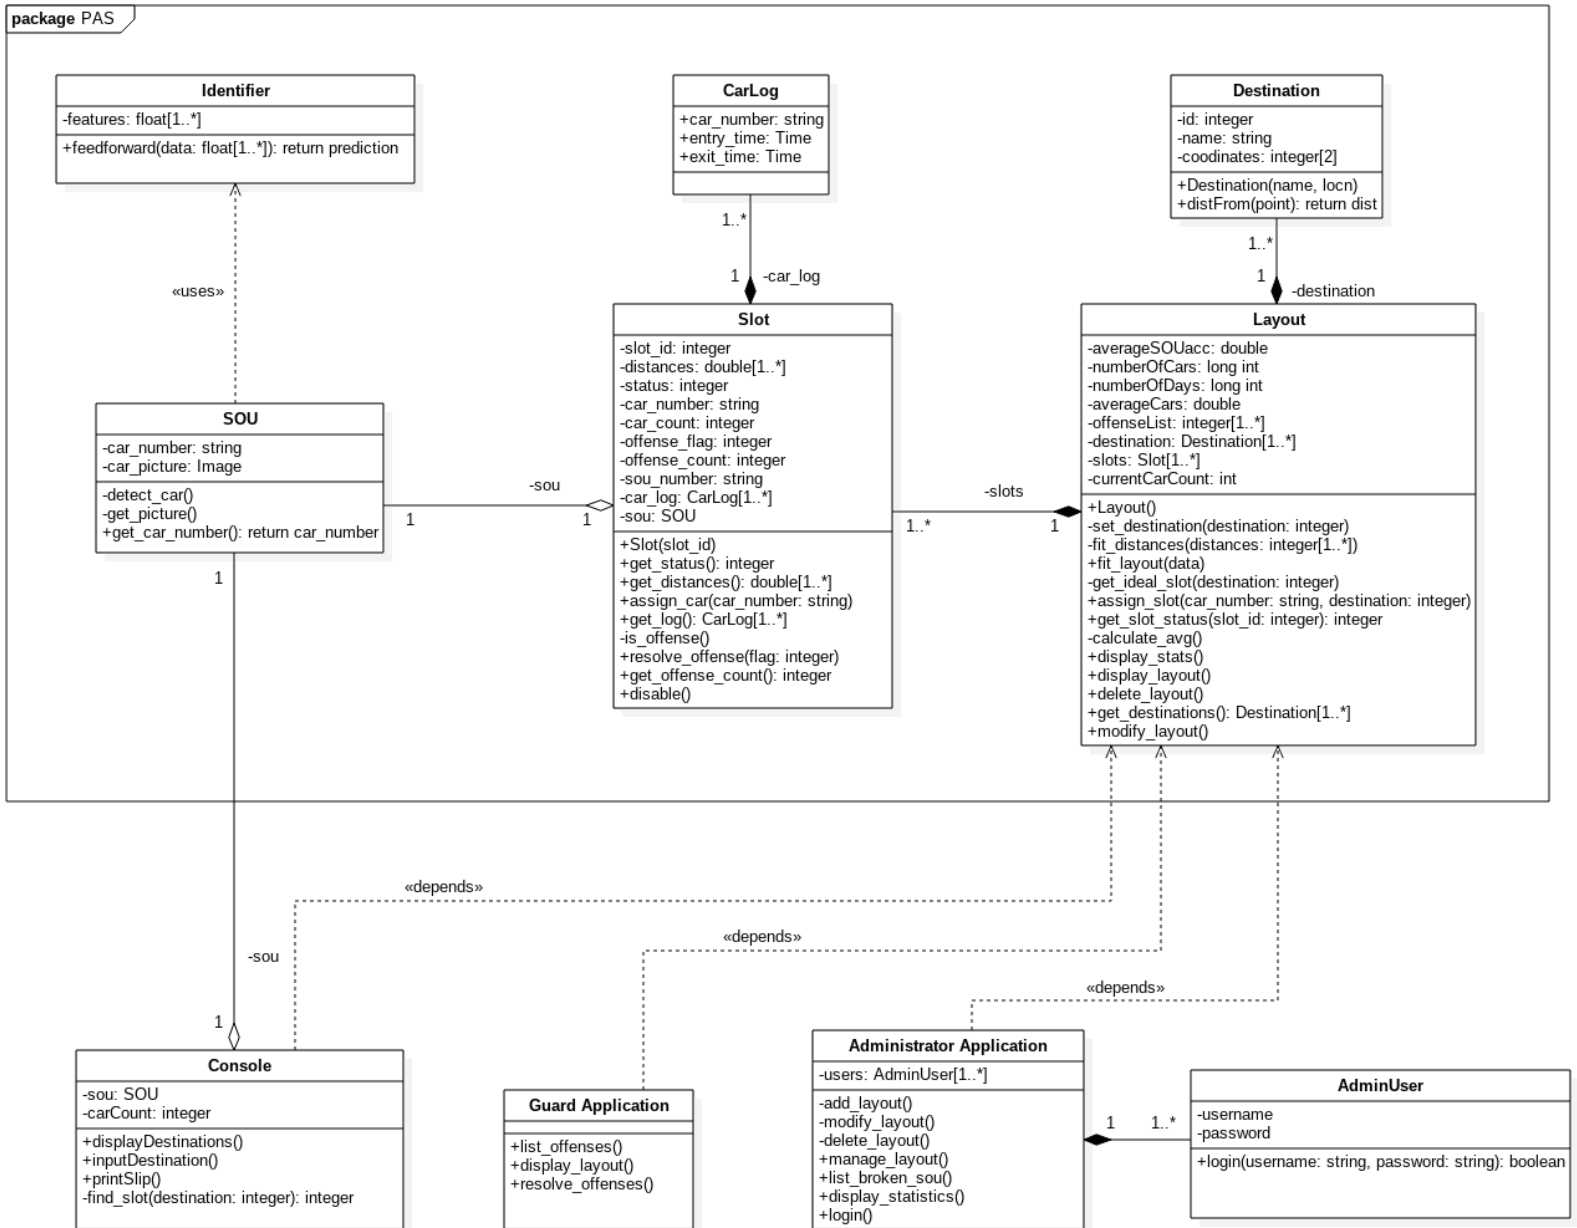 package PAS
Identifier
-features: float[1..*]
+feedforward(data: float[1..*]): return prediction
CarLog
+car_number: string
+entry_time: Time
+exit_time: Time
Destination
-id: integer
-name: string
-coodinates: integer[2]
+Destination(name, locn)
+distFrom(point): return dist
«uses»
1..*
1
-car_log
1..*
1
-destination
SOU
-car_number: string
-car_picture: Image
-detect_car()
-get_picture()
+get_car_number(): return car_number
-sou
1
1
Slot
-slot_id: integer
-distances: double[1..*]
-status: integer
-car_number: string
-car_count: integer
-offense_flag: integer
-offense_count: integer
-sou_number: string
-car_log: CarLog[1..*]
-sou: SOU
+Slot(slot_id)
+get_status(): integer
+get_distances(): double[1..*]
+assign_car(car_number: string)
+get_log(): CarLog[1..*]
-is_offense()
+resolve_offense(flag: integer)
+get_offense_count(): integer
+disable()
-slots
1..*
1
Layout
-averageSOUacc: double
-numberOfCars: long int
-numberOfDays: long int
-averageCars: double
-offenseList: integer[1..*]
-destination: Destination[1..*]
-slots: Slot[1..*]
-currentCarCount: int
+Layout()
-set_destination(destination: integer)
-fit_distances(distances: integer[1..*])
+fit_layout(data)
-get_ideal_slot(destination: integer)
+assign_slot(car_number: string, destination: integer)
+get_slot_status(slot_id: integer): integer
-calculate_avg()
+display_stats()
+display_layout()
+delete_layout()
+get_destinations(): Destination[1..*]
+modify_layout()
1
«depends»
«depends»
-sou
«depends»
1
Console
-sou: SOU
-carCount: integer
+displayDestinations()
+inputDestination()
+printSlip()
-find_slot(destination: integer): integer
Guard Application
+list_offenses()
+display_layout()
+resolve_offenses()
Administrator Application
-users: AdminUser[1..*]
-add_layout()
-modify_layout()
-delete_layout()
+manage_layout()
+list_broken_sou()
+display_statistics()
+login()
1
1..*
AdminUser
-username
-password
+login(username: string, password: string): boolean